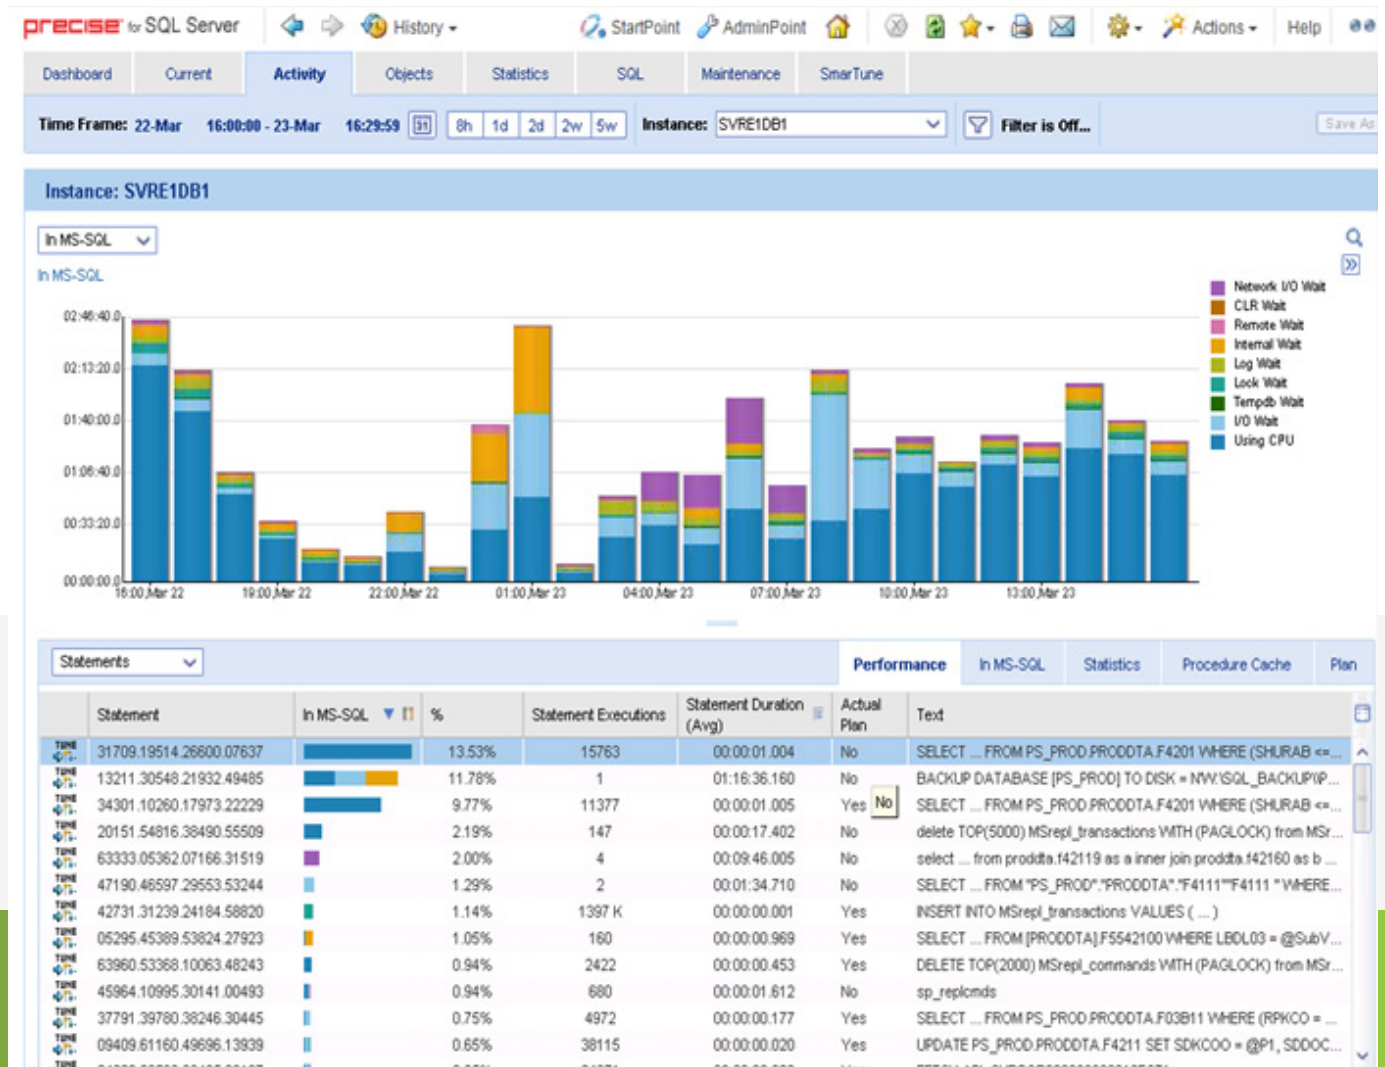 precise for SQL Server History StartPoint AdminPoint Actions Help
Dashboard Current Activity Objects Statistics SQL Maintenance SmarTune
Time Frame: 22-Mar 16:00:00 - 23-Mar 16:29:59 31 8h 1d 2d 2w 5w Instance: SVRE1DB1 Filter is Off... Save As
Instance: SVRE1DB1
In MS-SQL
In MS-SQL
Network I/O Wait
CLR Wait
Remote Wait
Internal Wait
Log Wait
Lock Wait
Tempdb Wait
I/O Wait
Using CPU
02:46:40.0
02:13:20.0
01:40:00.0
01:06:40.0
00:33:20.0
00:00:00.0
16:00,Mar 22 19:00,Mar 22 22:00,Mar 22 01:00,Mar 23 04:00,Mar 23 07:00,Mar 23 10:00,Mar 23 13:00,Mar 23
Statements Performance In MS-SQL Statistics Procedure Cache Plan
Statement In MS-SQL % Statement Executions Statement Duration (Avg) Actual Plan Text
TUNE 31709.19514.26600.07637 13.53% 15763 00:00:01.004 No SELECT ... FROM PS_PROD.PRODDTA.F4201 WHERE (SHURAB <=...
TUNE 13211.30548.21932.49485 11.78% 1 01:16:36.160 No BACKUP DATABASE [PS_PROD] TO DISK =
TUNE 34301.10260.17973.22229 9.77% 11377 00:00:01.005 Yes No SELECT ... FROM PS_PROD.PRODDTA.F4201 WHERE (SHURAB <=...
TUNE 20151.54816.38490.55509 2.19% 147 00:00:17.402 No delete TOP(5000) MSrepl_transactions WITH (PAGLOCK) from MSr...
TUNE 63333.05362.07166.31519 2.00% 4 00:09:46.005 No select ... from proddta.f42119 as a inner join proddta.f42160 as b ...
TUNE 47190.46597.29553.53244 1.29% 2 00:01:34.710 No SELECT ... FROM "PS_PROD"."PRODDTA"."F4111""F4111 " WHERE...
TUNE 42731.31239.24184.58820 1.14% 1397 K 00:00:00.001 Yes INSERT INTO MSrepl_transactions VALUES ( ... )
TUNE 05295.45389.53824.27923 1.05% 160 00:00:00.969 Yes SELECT ... FROM [PRODDTA].F5542100 WHERE LBDL03 = @SubV...
TUNE 63960.53368.10063.48243 0.94% 2422 00:00:00.453 Yes DELETE TOP(2000) MSrepl_commands WITH (PAGLOCK) from MSr...
TUNE 45964.10995.30141.00493 0.94% 680 00:00:01.612 No sp_replcmds
TUNE 37791.39780.38246.30445 0.75% 4972 00:00:00.177 Yes SELECT ... FROM PS_PROD.PRODDTA.F03B11 WHERE (RPKCO = ...
TUNE 09409.61160.49696.13939 0.65% 38115 00:00:00.020 Yes UPDATE PS_PROD.PRODDTA.F4211 SET SDKCOO = @P1, SDDOC...
TUNE